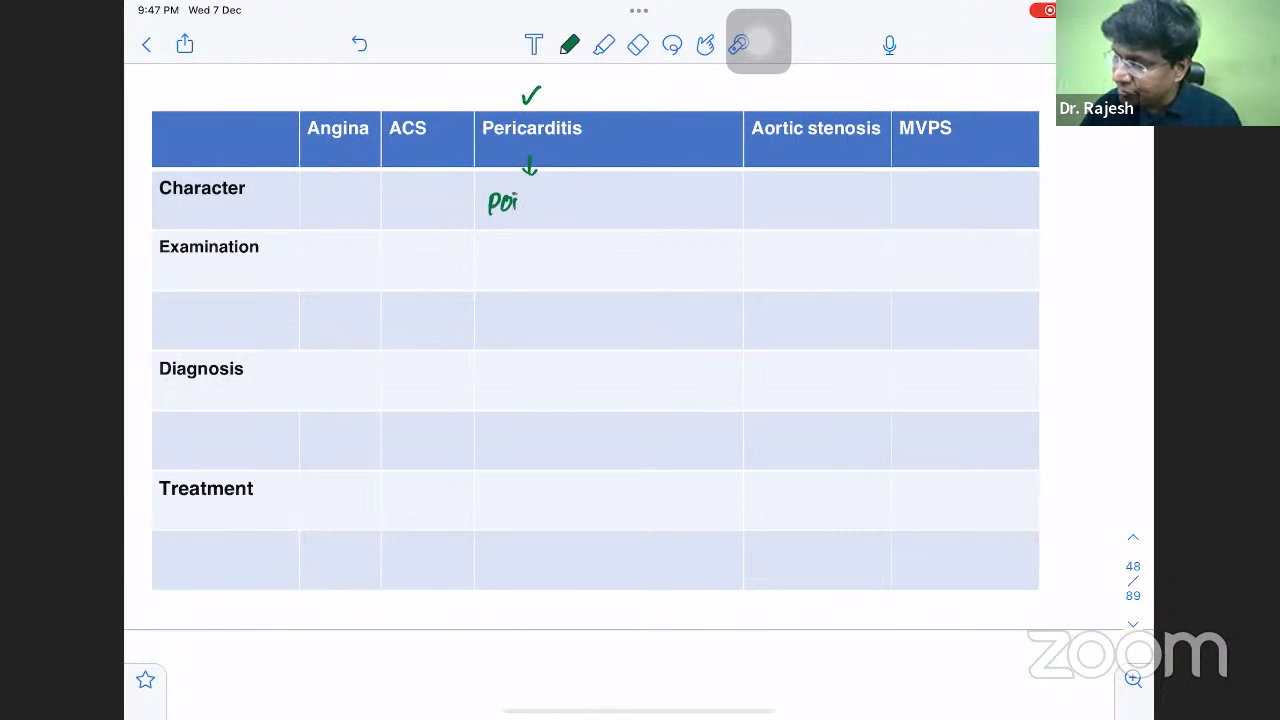 9:47 PM Wed 7 Dec
Dr. Rajesh
Angina ACS Pericarditis Aortic stenosis MVPS
Character
poi
Examination
Diagnosis
Treatment
48
/
89
zoom